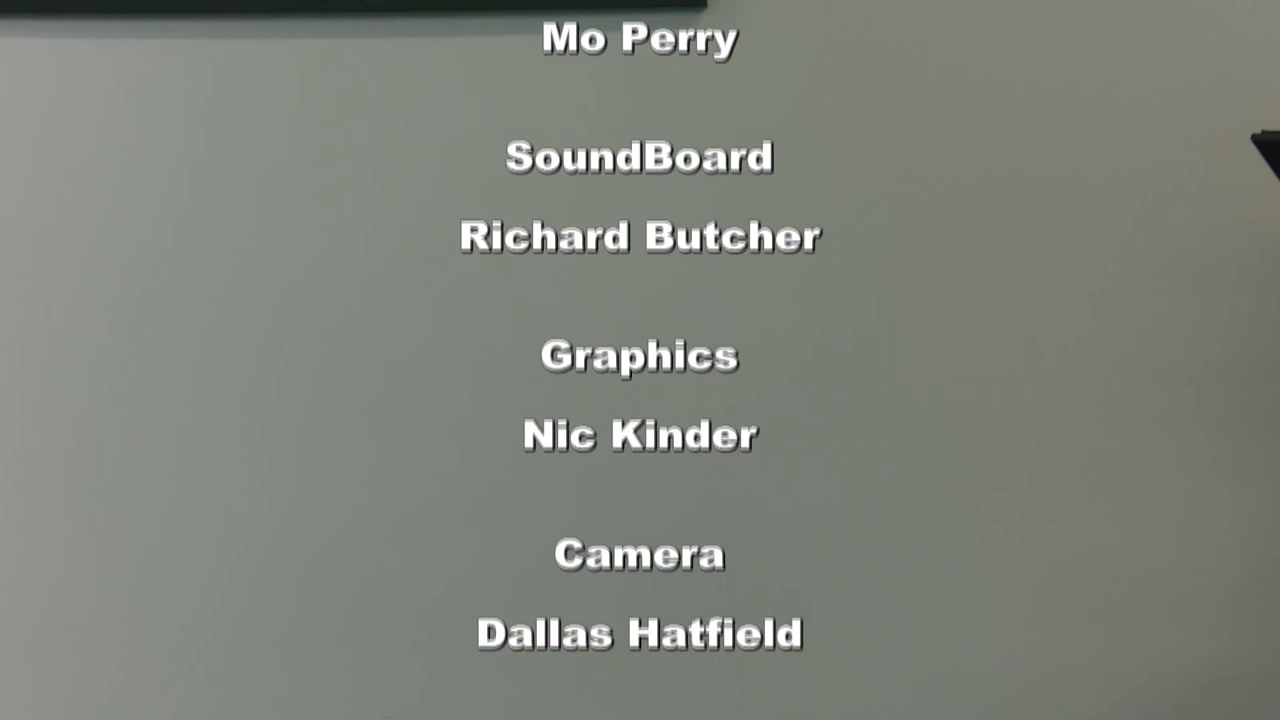 Mo Perry
SoundBoard
Richard Butcher
Graphics
Nic Kinder
Camera
Dallas Hatfield